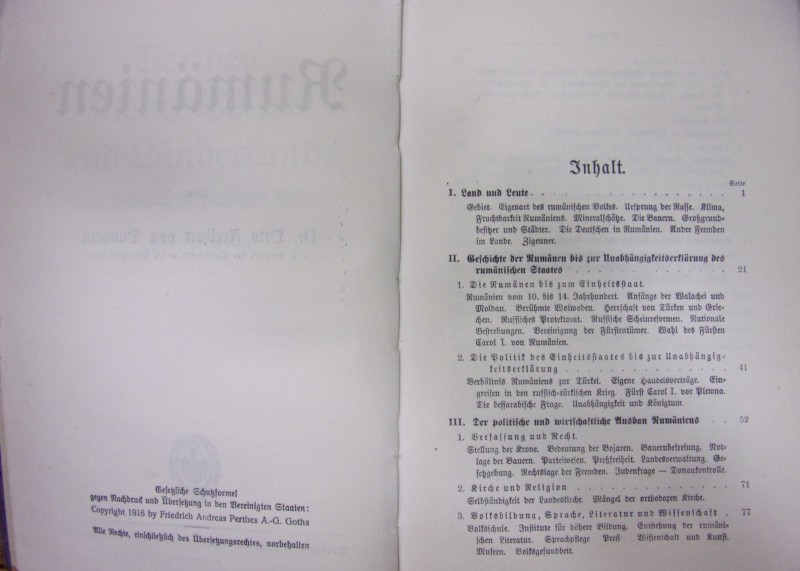 Gesetzliche Schutzformel
gegen Nachdruck und Übersetzung in den Vereinigten Staaten:
Copyright 1916 by Friedrich Andreas Perthes A.-G. Gotha
Alle Rechte, einschließlich des Übersetzungsrechtes, vorbehalten
Inhalt.
Seite
I. Land und Leute . . . . . . . . . . . . . . . . . 1
Gebiet. Eigenart des rumänischen Volkes. Ursprung der Rasse. Klima,
Fruchtbarkeit Rumäniens. Mineralschätze. Die Bauern. Großgrund-
besitzer und Städter. Die Deutschen in Rumänien. Andre Fremden
im Lande. Zigeuner.
II. Geschichte der Rumänen bis zur Unabhängigkeitserklärung des
rumänischen Staates . . . . . . . . . . . . . . . 21
1. Die Rumänen bis zum Einheitsstaat.
Rumänien vom 10. bis 14. Jahrhundert. Anfänge der Walachei und
Moldau. Berühmte Woiwoden. Herrschaft von Türken und Grie-
chen. Russisches Protektorat. Russische Scheinreformen. Nationale
Bestrebungen. Vereinigung der Fürstentümer. Wahl des Fürsten
Carol I. von Rumänien.
2. Die Politik des Einheitsstaates bis zur Unabhängig-
keitserklärung . . . . . . . . . . . . . . . 41
Verhältnis Rumäniens zur Türkei. Eigene Handelsverträge. Ein-
greifen in den russisch-türkischen Krieg. Fürst Carol I. vor Plewna.
Die bessarabische Frage. Unabhängigkeit und Königtum.
III. Der politische und wirtschaftliche Ausbau Rumäniens . . 52
1. Verfassung und Recht.
Stellung der Krone. Bedeutung der Bojaren. Bauernbefreiung. Not-
lage der Bauern. Parteiwesen. Preßfreiheit. Landesverwaltung. Ge-
setzgebung. Rechtslage der Fremden. Judenfrage — Donaukontrolle.
2. Kirche und Religion . . . . . . . . . . . . . . 71
Selbständigkeit der Landeskirche. Mängel der orthodoxen Kirche.
3. Volksbildung, Sprache, Literatur und Wissenschaft . 77
Volksschule. Institute für höhere Bildung. Entstehung der rumäni-
schen Literatur. Sprachpflege Press Wissenschaft und Kunst.
Museen. Volksgesundheit.